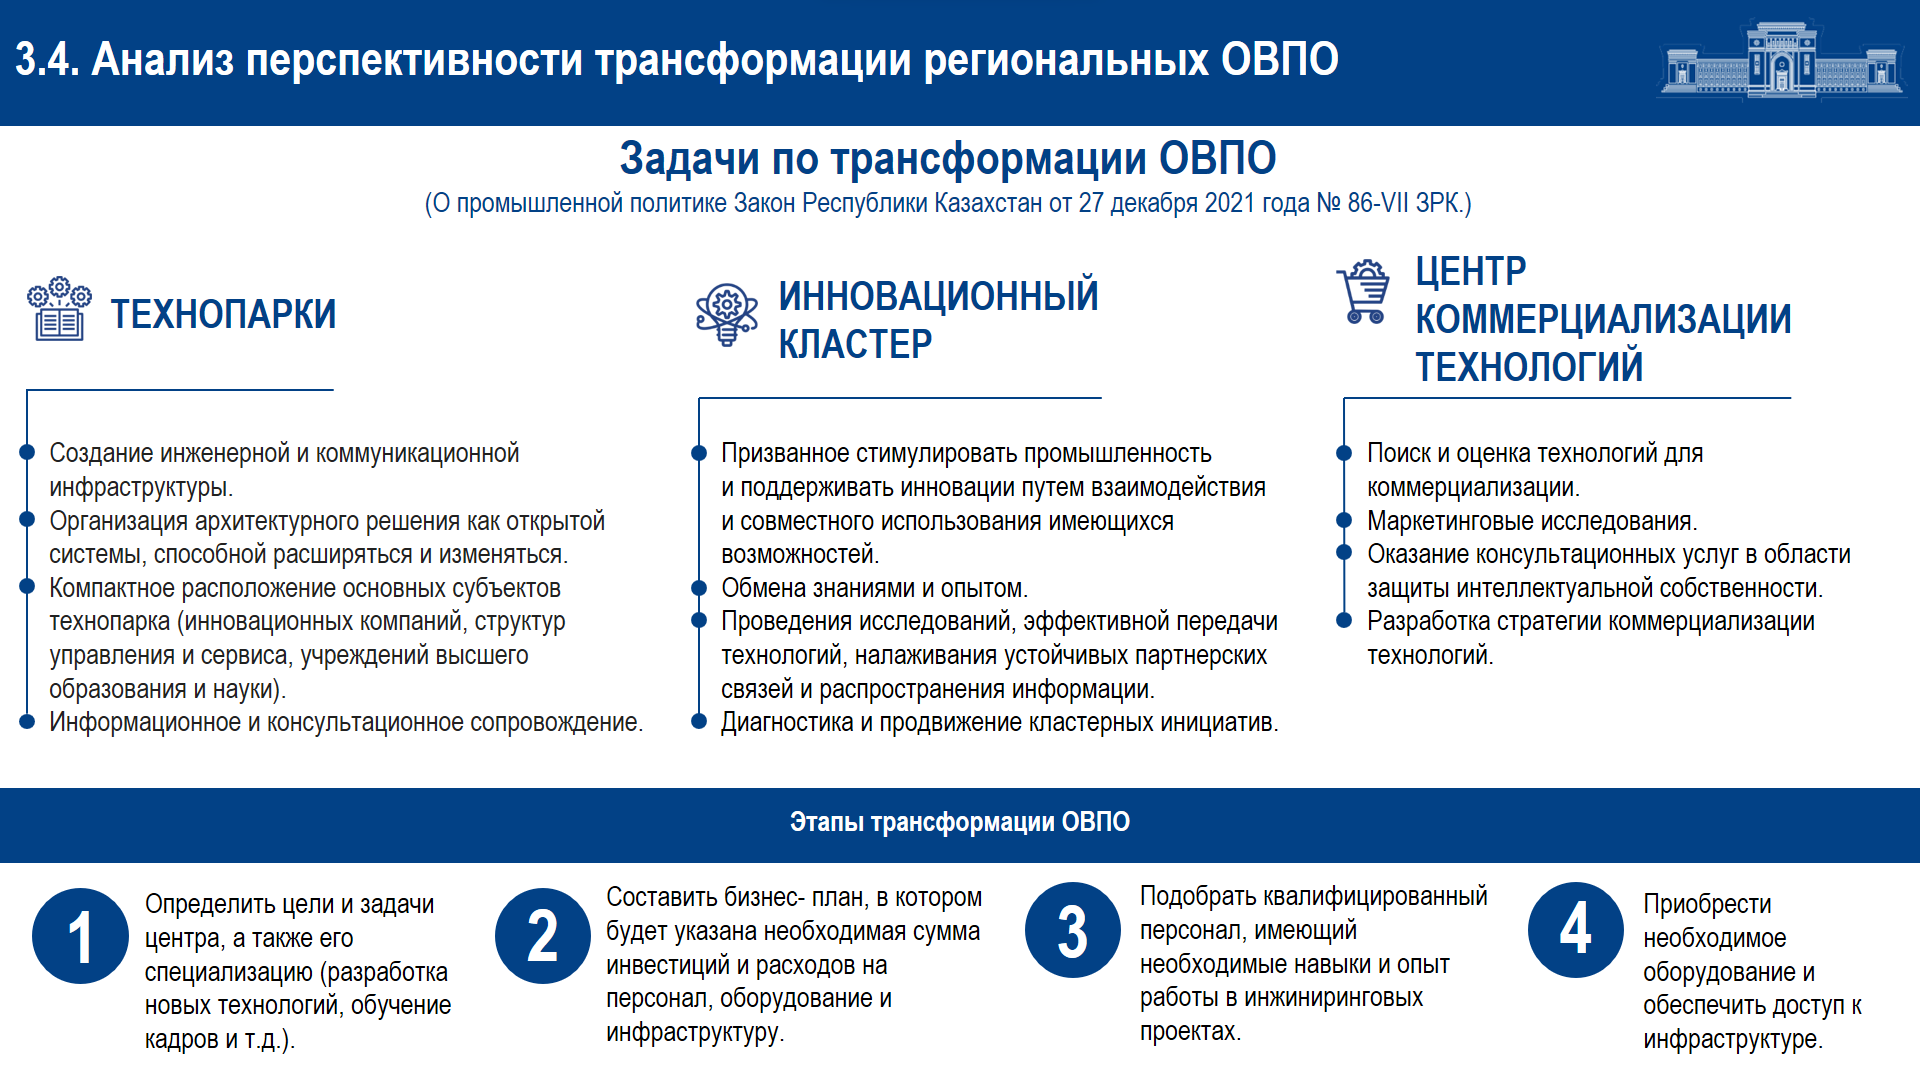 3.4. Анализ перспективности трансформации региональных ОВПО
Задачи по трансформации ОВПО
(О промышленной политике Закон Республики Казахстан от 27 декабря 2021 года № 86-VII ЗРК.)
ТЕХНОПАРКИ
Создание инженерной и коммуникационной
инфраструктуры.
Организация архитектурного решения как открытой
системы, способной расширяться и изменяться.
Компактное расположение основных субъектов
технопарка (инновационных компаний, структур
управления и сервиса, учреждений высшего
образования и науки).
Информационное и консультационное сопровождение.
ИННОВАЦИОННЫЙ
КЛАСТЕР
Призванное стимулировать промышленность
и поддерживать инновации путем взаимодействия
и совместного использования имеющихся
возможностей.
Обмена знаниями и опытом.
Проведения исследований, эффективной передачи
технологий, налаживания устойчивых партнерских
связей и распространения информации.
Диагностика и продвижение кластерных инициатив.
ЦЕНТР
КОММЕРЦИАЛИЗАЦИИ
ТЕХНОЛОГИЙ
Поиск и оценка технологий для
коммерциализации.
Маркетинговые исследования.
Оказание консультационных услуг в области
защиты интеллектуальной собственности.
Разработка стратегии коммерциализации
технологий.
Этапы трансформации ОВПО
1
Определить цели и задачи
центра, а также его
специализацию (разработка
новых технологий, обучение
кадров и т.д.).
2
Составить бизнес- план, в котором
будет указана необходимая сумма
инвестиций и расходов на
персонал, оборудование и
инфраструктуру.
3
Подобрать квалифицированный
персонал, имеющий
необходимые навыки и опыт
работы в инжиниринговых
проектах.
4
Приобрести
необходимое
оборудование и
обеспечить доступ к
инфраструктуре.